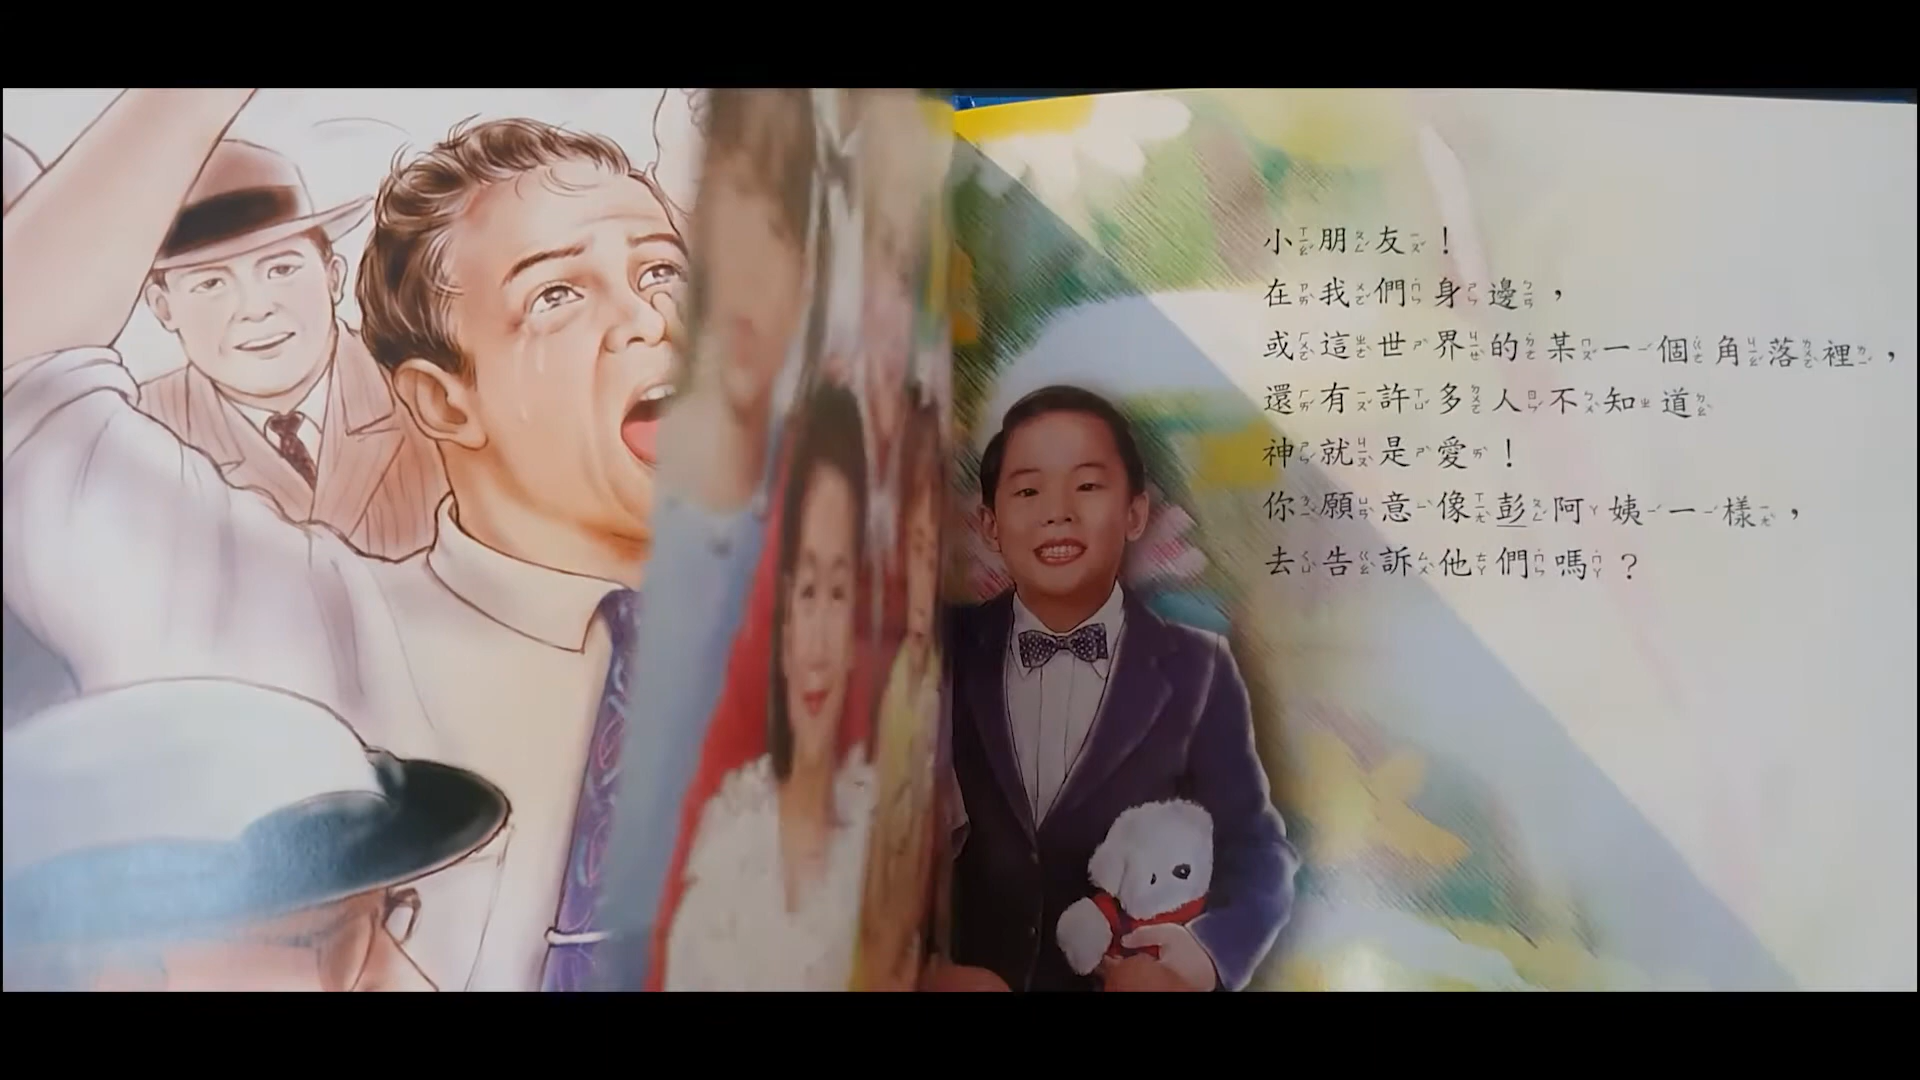 小朋友！
在我們身邊，
或這世界的某一個角落裡，
還有許多人不知道
神就是愛！
你願意像彭阿姨一樣，
去告訴他們嗎？